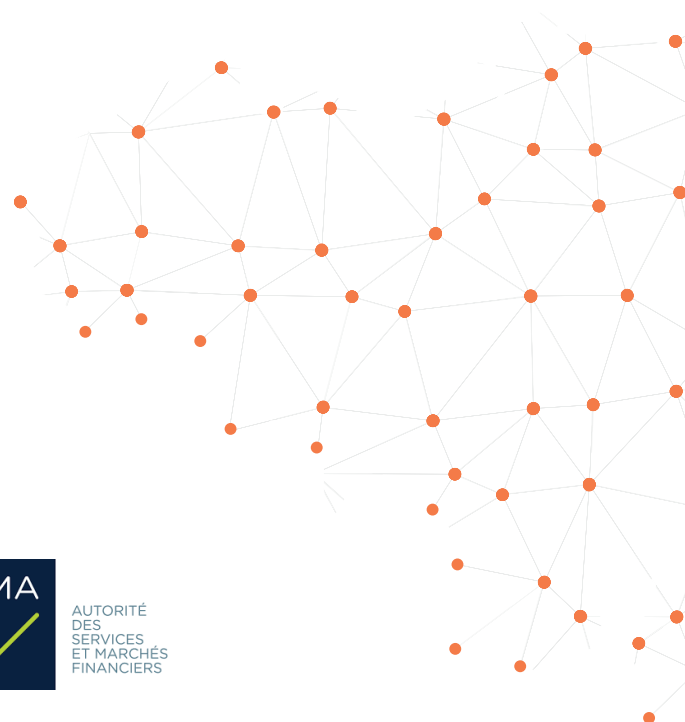 MA
AUTORITÉ
DES
SERVICES
ET MARCHÉS
FINANCIERS